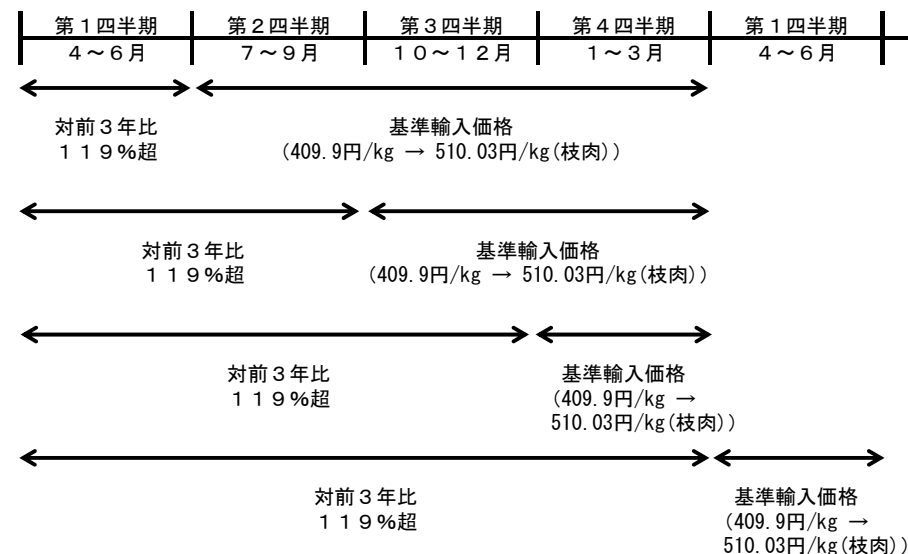 第1四半期 第2四半期 第3四半期 第4四半期 第1四半期
4～6月 7～9月 10～12月 1～3月 4～6月
対前3年比 基準輸入価格
119%超 (409.9円/kg → 510.03円/kg(枝肉))
対前3年比 基準輸入価格
119%超 (409.9円/kg → 510.03円/kg(枝肉))
対前3年比 基準輸入価格
119%超 (409.9円/kg →
510.03円/kg(枝肉))
対前3年比 基準輸入価格
119%超 (409.9円/kg →
510.03円/kg(枝肉))